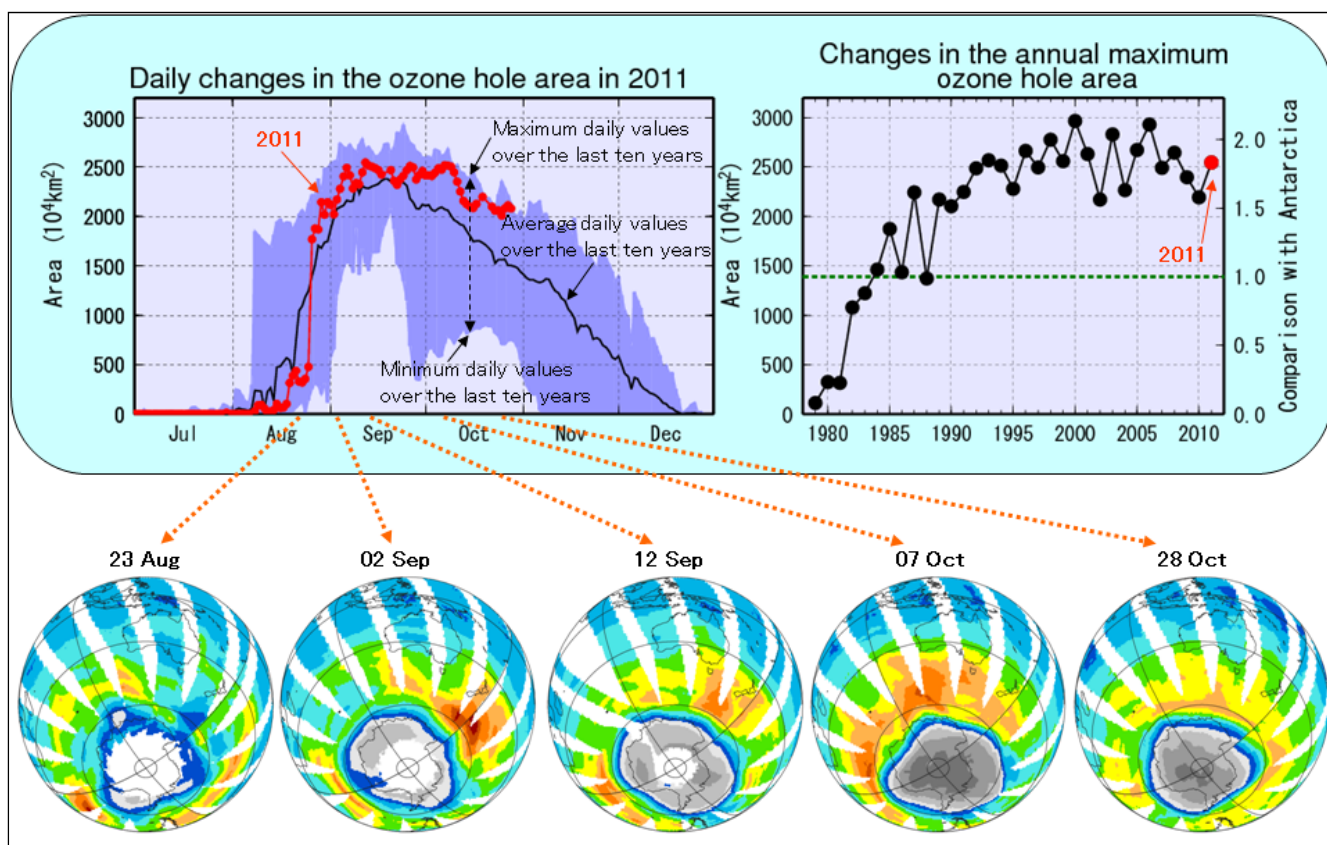 Daily changes in the ozone hole area in 2011
Area (10⁴km²)
3000
2500
2000
1500
1000
500
0
Jul Aug Sep Oct Nov Dec
2011
Maximum daily values
over the last ten years
Average daily values
over the last ten years
Minimum daily values
over the last ten years
Changes in the annual maximum
ozone hole area
Area (10⁴km²)
3000
2500
2000
1500
1000
500
0
1980 1985 1990 1995 2000 2005 2010
2011
2.0
1.5
1.0
0.5
0.0
Comparison with Antarctica
23 Aug 02 Sep 12 Sep 07 Oct 28 Oct